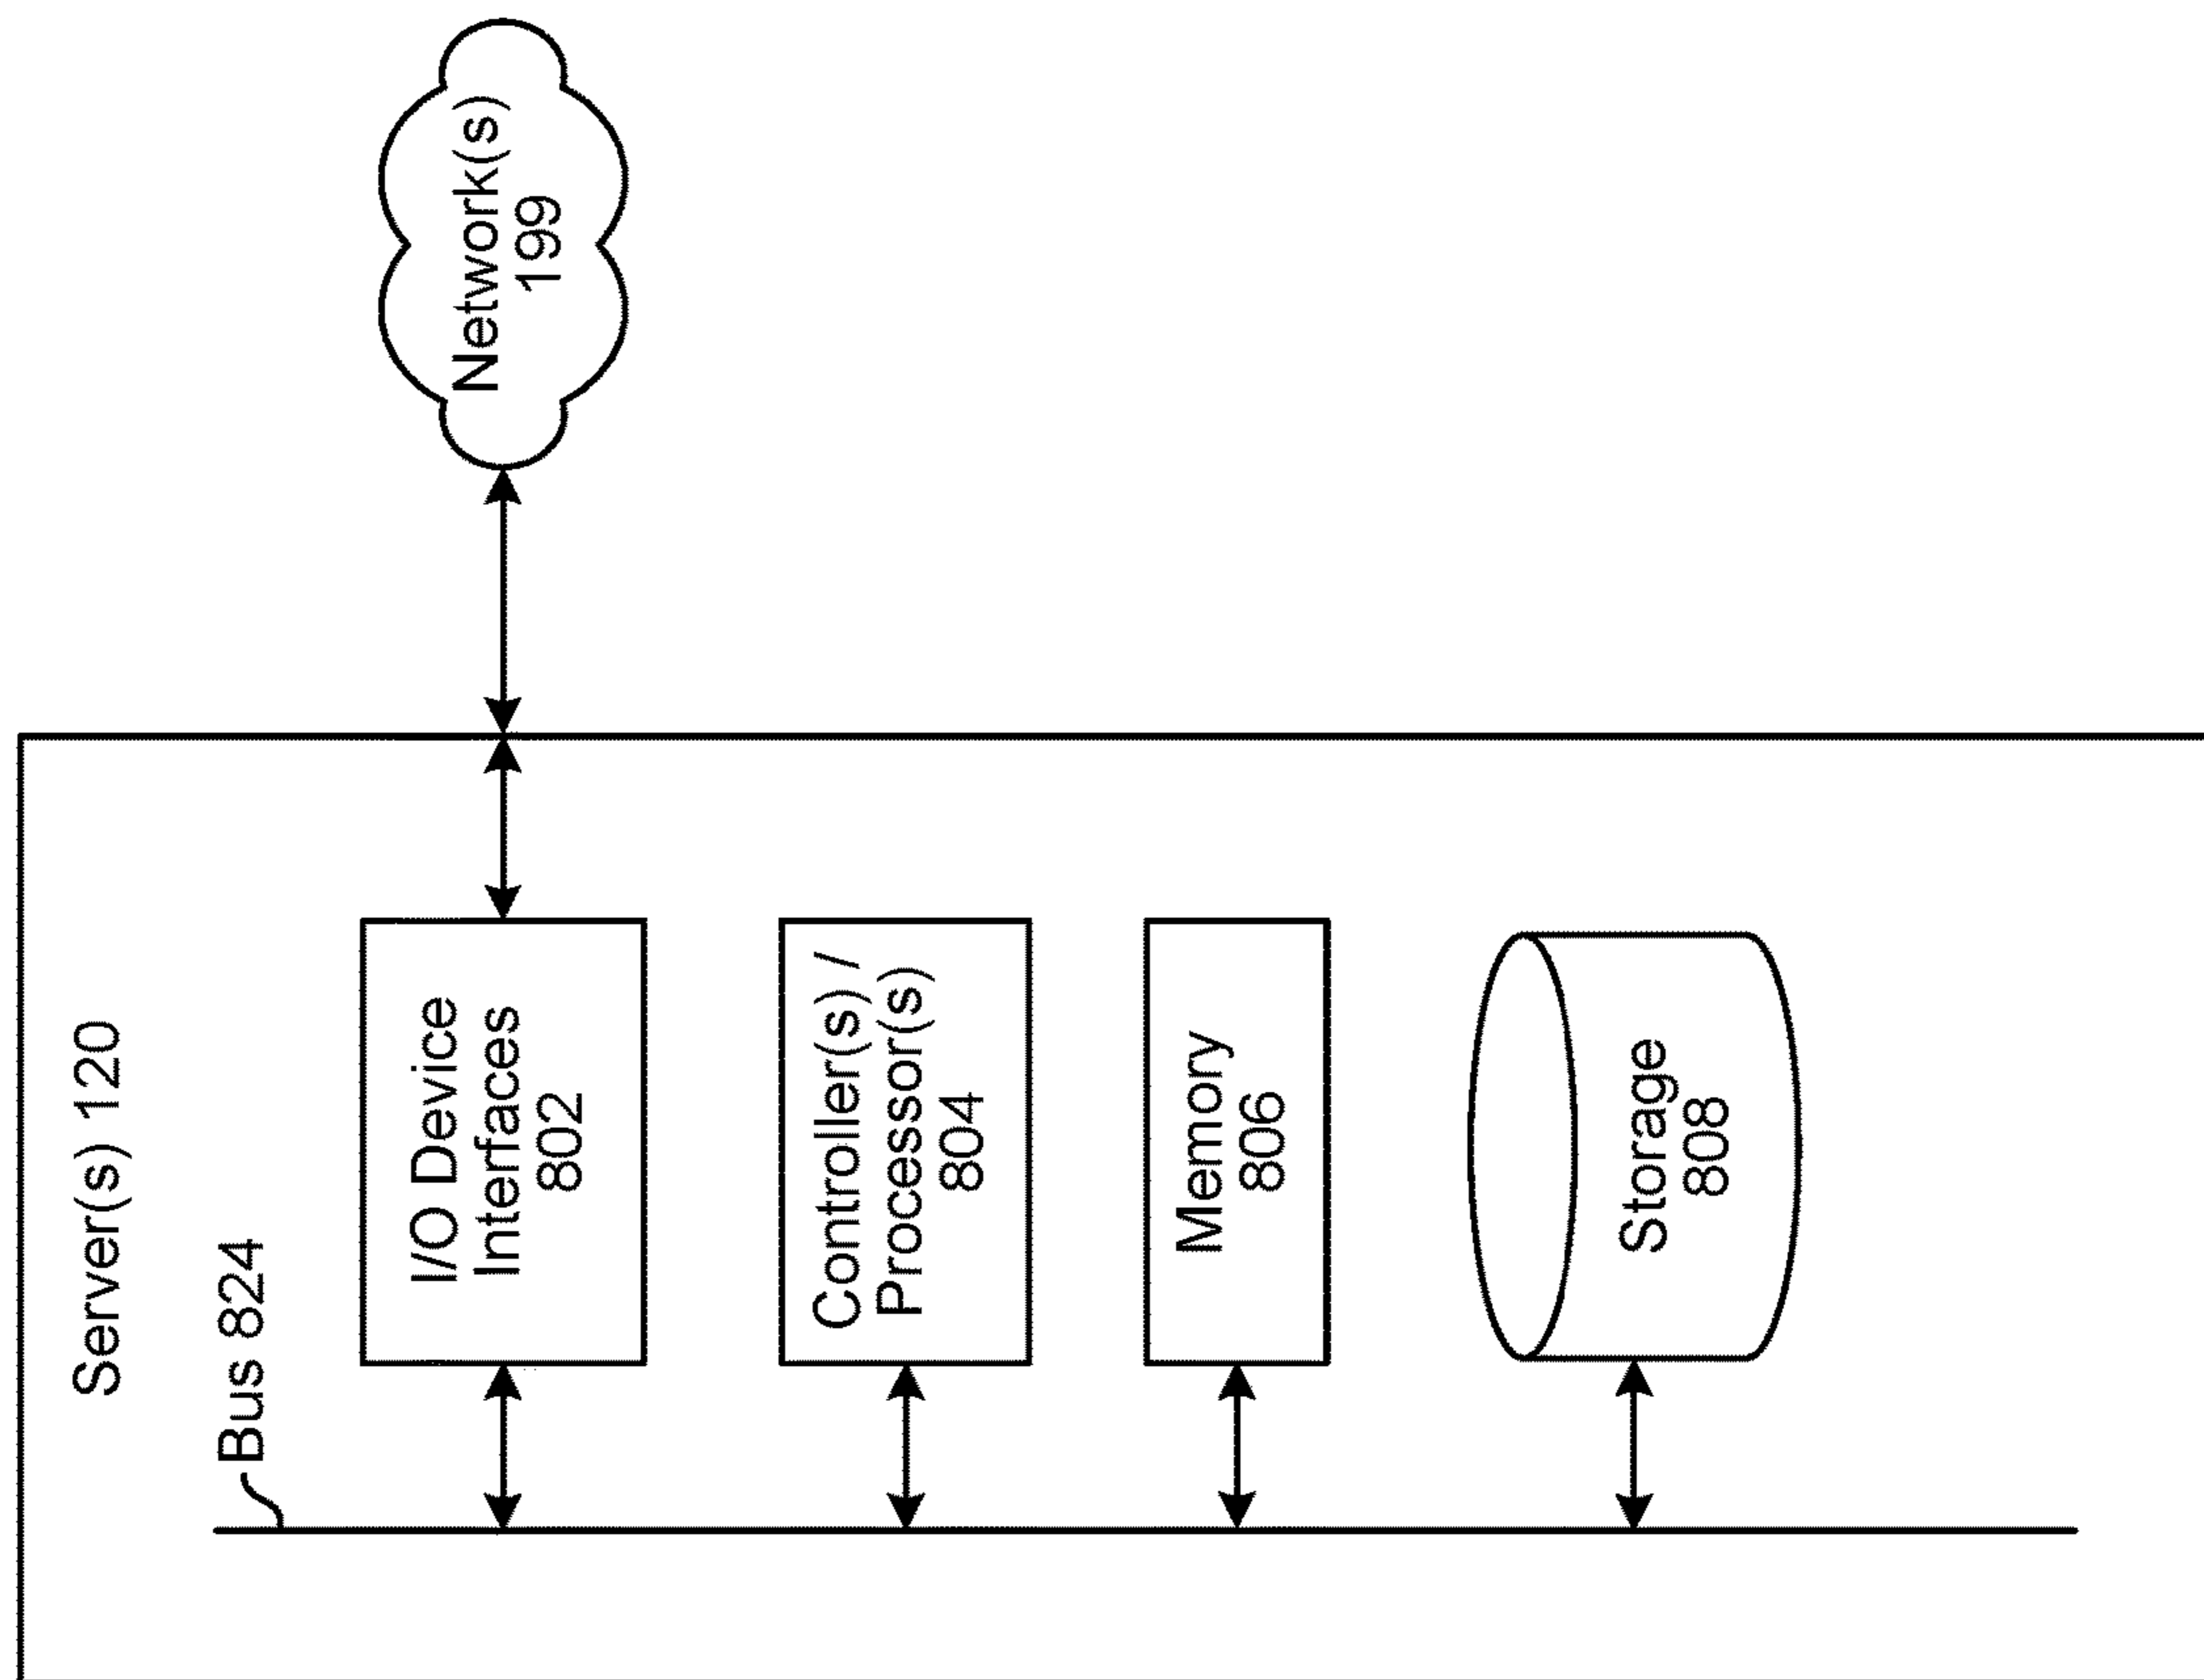 Server(s) 120
Bus 824
I/O Device
Interfaces
802
Network(s)
199
Controller(s) /
Processor(s)
804
Memory
806
Storage
808